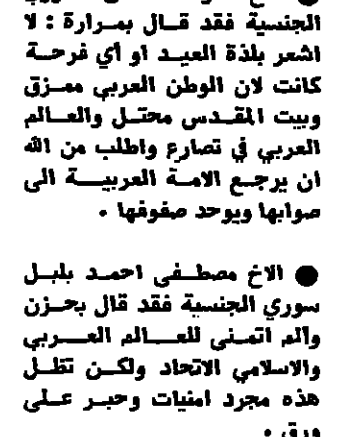 الجنسية فقد قال بمرارة : لا
اشعر بلذة العيد او أي فرحة
كانت لان الوطن العربي ممزق
وبيت المقدس محتل والعالم
العربي في تصارع واطلب من الله
ان يرجع الامة العربية الى
صوابها ويوحد صفوفها .
● الاخ مصطفى احمد بلبل
سوري الجنسية فقد قال بحزن
وألم اتمنى للعالم العربي
والاسلامي الاتحاد ولكن تظل
هذه مجرد امنيات وحبر على
ورق .